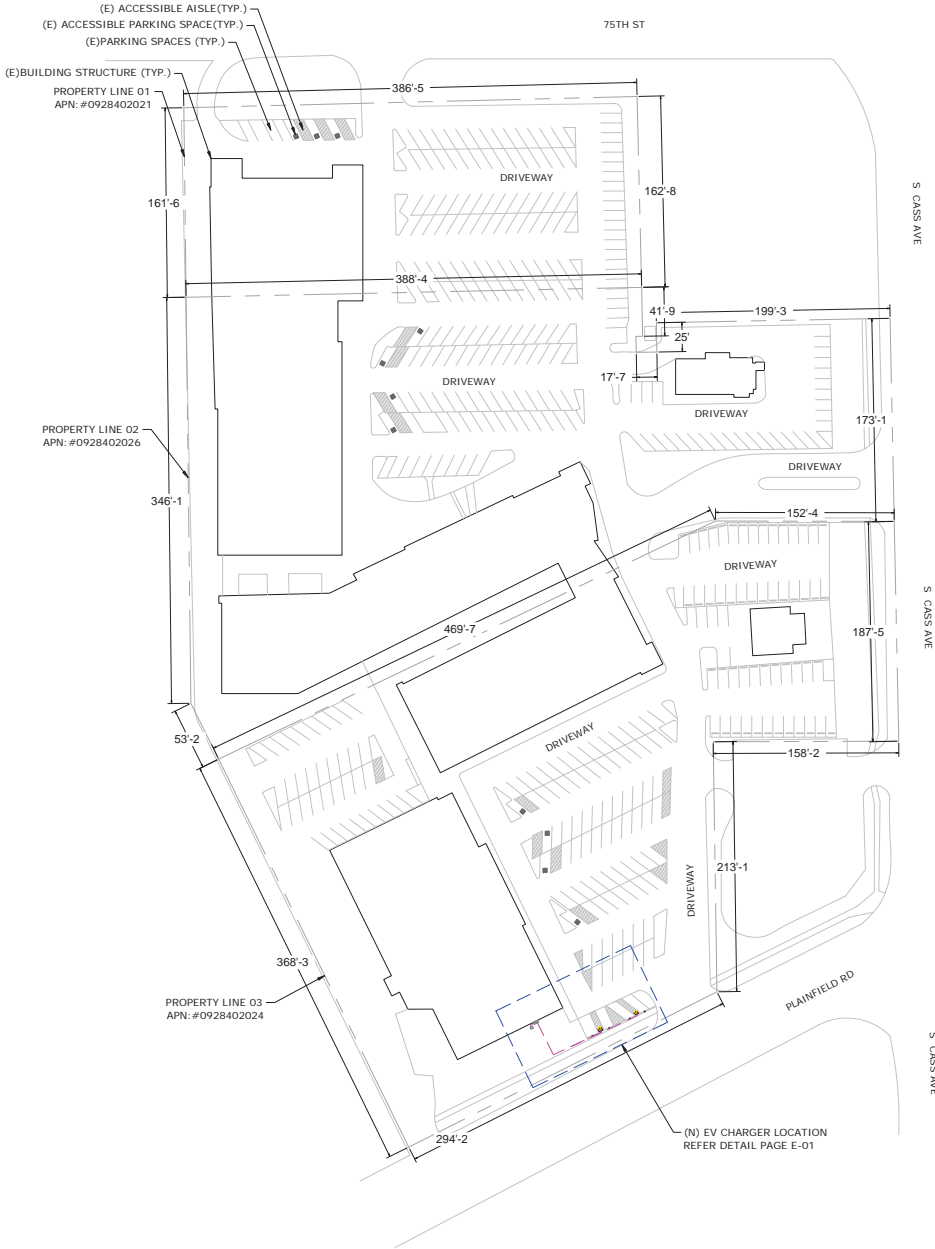 (E) ACCESSIBLE AISLE(TYP.)
(E) ACCESSIBLE PARKING SPACE(TYP.)
75TH ST
(E)PARKING SPACES (TYP.)
(E)BUILDING STRUCTURE (TYP.)
386'-5
PROPERTY LINE 01
APN:#0928402021
DRIVEWAY
162'-8
161'-6
S CASS AVE
388'-4
41'-9
199'-3
25'
17'-7
DRIVEWAY
DRIVEWAY
173'-1
PROPERTY LINE 02
APN:#0928402026
DRIVEWAY
346'-1
152'-4
DRIVEWAY
S CASS AVE
469'-7
187'-5
53'-2
DRIVEWAY
158'-2
213'-1
DRIVEWAY
368'-3
PROPERTY LINE 03
APN:#0928402024
PLAINFIELD RD
S CASS AVE
294'-2
(N) EV CHARGER LOCATION
REFER DETAIL PAGE E-01